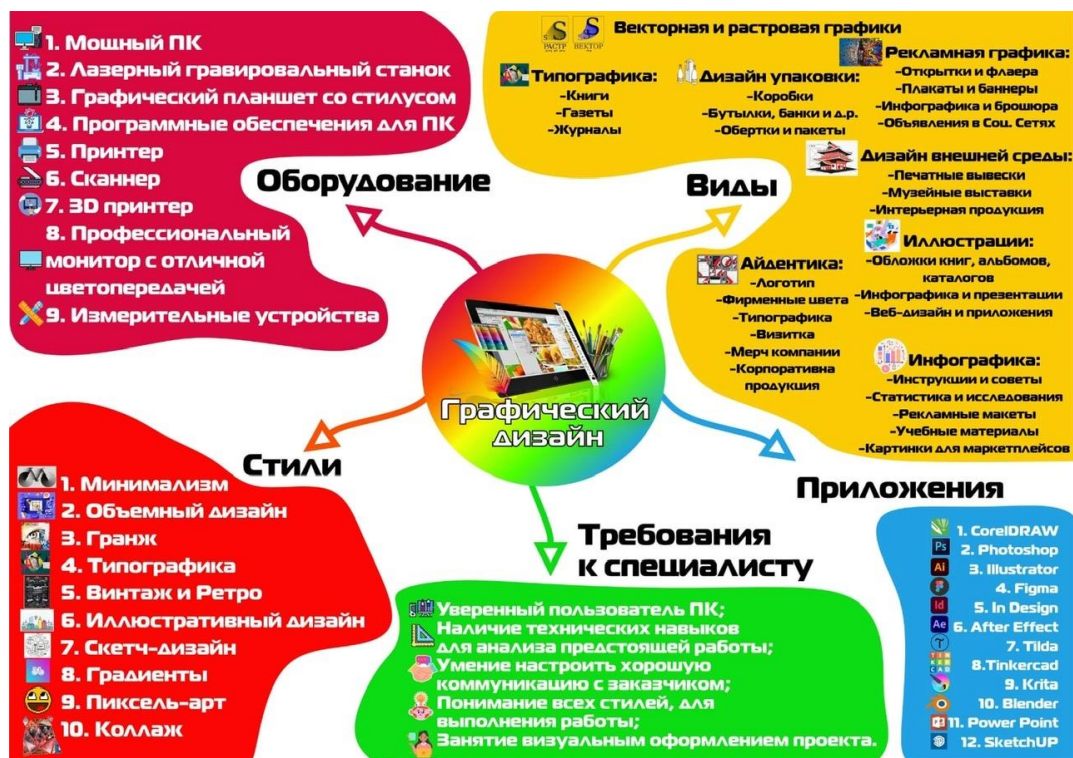 1. Мощный ПК
2. Лазерный гравировальный станок
3. Графический планшет со стилусом
4. Программные обеспечения для ПК
5. Принтер
6. Сканнер
7. 3D принтер
8. Профессиональный
монитор с отличной
цветопередачей
9. Измерительные устройства
Оборудование
Векторная и растровая графики
РАСТР
ВЕКТОР
Типографика:
-Книги
-Газеты
-Журналы
Дизайн упаковки:
-Коробки
-Бутылки, банки и д.р.
-Обертки и пакеты
Рекламная графика:
-Открытки и флаера
-Плакаты и баннеры
-Инфографика и брошюра
-Объявления в Соц. Сетях
Виды
Дизайн внешней среды:
-Печатные вывески
-Музейные выставки
-Интерьерная продукция
Айдентика:
-Логотип
-Фирменные цвета
-Типографика
-Визитка
-Мерч компании
-Корпоративна
продукция
Иллюстрации:
-Обложки книг, альбомов,
каталогов
-Инфографика и презентации
-Веб-дизайн и приложения
Инфографика:
-Инструкции и советы
-Статистика и исследования
-Рекламные макеты
-Учебные материалы
-Картинки для маркетплейсов
Графический
дизайн
Стили
1. Минимализм
2. Объемный дизайн
3. Гранж
4. Типографика
5. Винтаж и Ретро
6. Иллюстративный дизайн
7. Скетч-дизайн
8. Градиенты
9. Пиксель-арт
10. Коллаж
Требования
к специалисту
Уверенный пользователь ПК;
Наличие технических навыков
для анализа предстоящей работы;
Умение настроить хорошую
коммуникацию с заказчиком;
Понимание всех стилей, для
выполнения работы;
Занятие визуальным оформлением проекта.
Приложения
1. CorelDRAW
Ps 2. Photoshop
Ai 3. Illustrator
4. Figma
Id 5. In Design
Ae 6. After Effect
7. Tilda
8.Tinkercad
9. Krita
10. Blender
11. Power Point
12. SketchUP